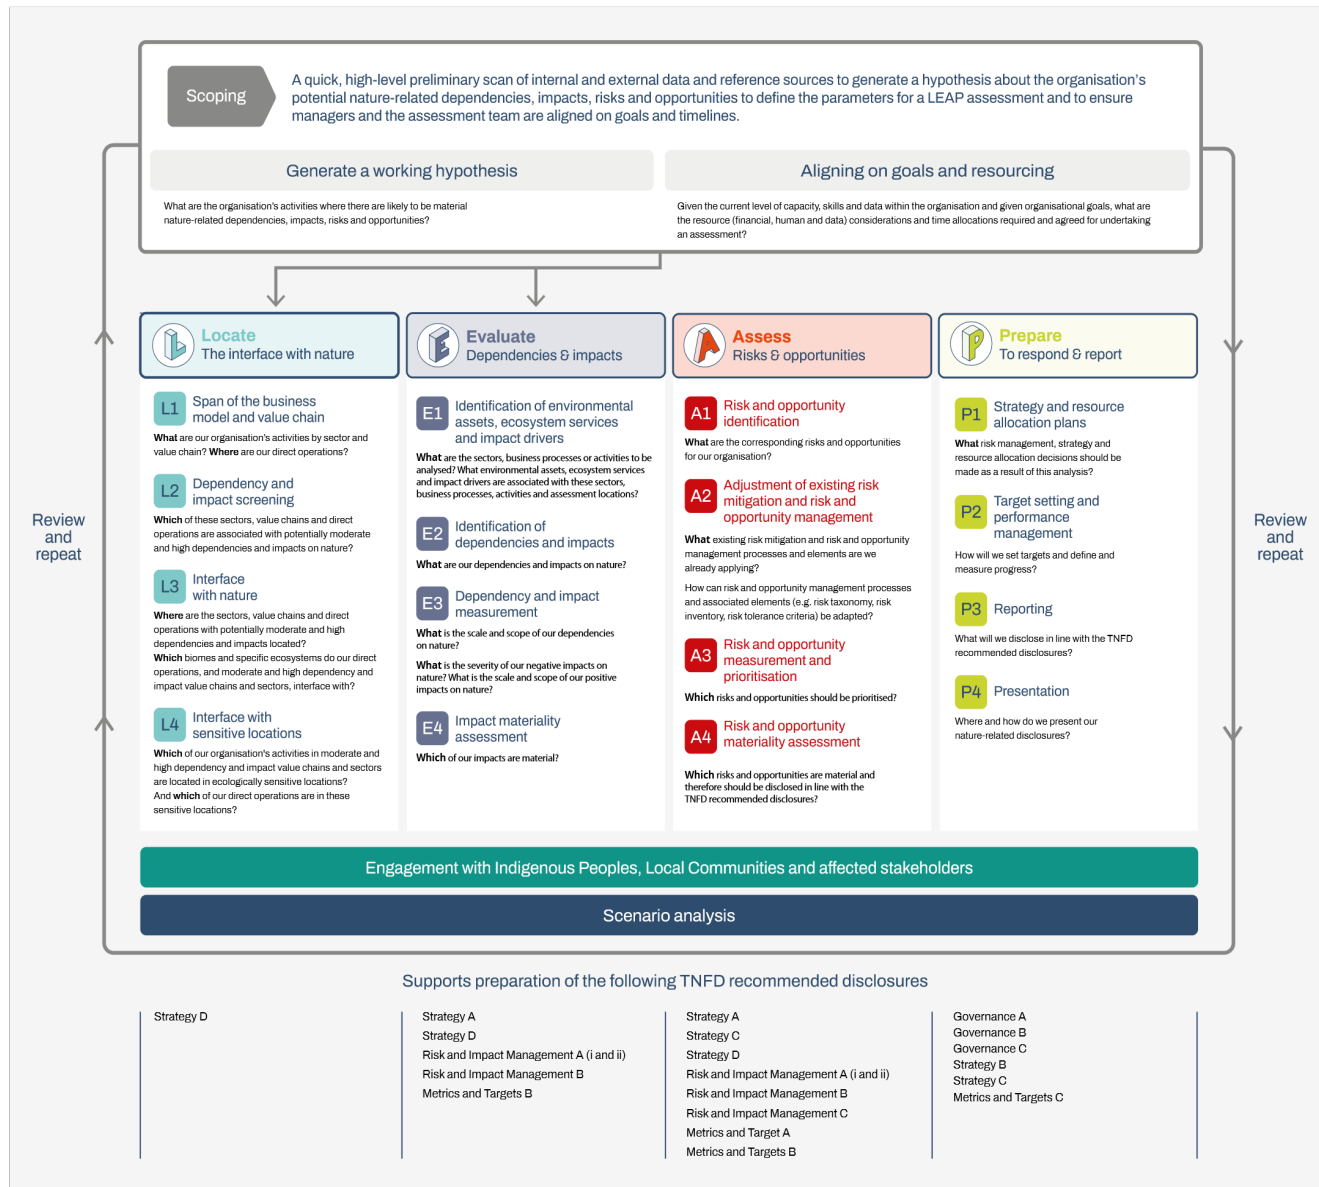 Scoping
A quick, high-level preliminary scan of internal and external data and reference sources to generate a hypothesis about the organisation's
potential nature-related dependencies, impacts, risks and opportunities to define the parameters for a LEAP assessment and to ensure
managers and the assessment team are aligned on goals and timelines.
Generate a working hypothesis
What are the organisation's activities where there are likely to be material
nature-related dependencies, impacts, risks and opportunities?
Aligning on goals and resourcing
Given the current level of capacity, skills and data within the organisation and given organisational goals, what are
the resource (financial, human and data) considerations and time allocations required and agreed for undertaking
an assessment?
Review
and
repeat
L
Locate
The interface with nature
L1
Span of the business
model and value chain
What are our organisation's activities by sector and
value chain? Where are our direct operations?
L2
Dependency and
impact screening
Which of these sectors, value chains and direct
operations are associated with potentially moderate
and high dependencies and impacts on nature?
L3
Interface
with nature
Where are the sectors, value chains and direct
operations with potentially moderate and high
dependencies and impacts located?
Which biomes and specific ecosystems do our direct
operations, and moderate and high dependency and
impact value chains and sectors, interface with?
L4
Interface with
sensitive locations
Which of our organisation's activities in moderate and
high dependency and impact value chains and sectors
are located in ecologically sensitive locations?
And which of our direct operations are in these
sensitive locations?
E
Evaluate
Dependencies & impacts
E1
Identification of environmental
assets, ecosystem services
and impact drivers
What are the sectors, business processes or activities to be
analysed? What environmental assets, ecosystem services
and impact drivers are associated with these sectors,
business processes, activities and assessment locations?
E2
Identification of
dependencies and impacts
What are our dependencies and impacts on nature?
E3
Dependency and impact
measurement
What is the scale and scope of our dependencies
on nature?
What is the severity of our negative impacts on
nature? What is the scale and scope of our positive
impacts on nature?
E4
Impact materiality
assessment
Which of our impacts are material?
A
Assess
Risks & opportunities
A1
Risk and opportunity
identification
What are the corresponding risks and opportunities
for our organisation?
A2
Adjustment of existing risk
mitigation and risk and
opportunity management
What existing risk mitigation and risk and opportunity
management processes and elements are we
already applying?
How can risk and opportunity management processes
and associated elements (e.g. risk taxonomy, risk
inventory, risk tolerance criteria) be adapted?
A3
Risk and opportunity
measurement and
prioritisation
Which risks and opportunities should be prioritised?
A4
Risk and opportunity
materiality assessment
Which risks and opportunities are material and
therefore should be disclosed in line with the
TNFD recommended disclosures?
P
Prepare
To respond & report
P1
Strategy and resource
allocation plans
What risk management, strategy and
resource allocation decisions should be
made as a result of this analysis?
P2
Target setting and
performance
management
How will we set targets and define and
measure progress?
P3
Reporting
What will we disclose in line with the TNFD
recommended disclosures?
P4
Presentation
Where and how do we present our
nature-related disclosures?
Review
and
repeat
Engagement with Indigenous Peoples, Local Communities and affected stakeholders
Scenario analysis
Supports preparation of the following TNFD recommended disclosures
Strategy D
Strategy A
Strategy D
Risk and Impact Management A (i and ii)
Risk and Impact Management B
Metrics and Targets B
Strategy A
Strategy C
Strategy D
Risk and Impact Management A (i and ii)
Risk and Impact Management B
Risk and Impact Management C
Metrics and Target A
Metrics and Targets B
Governance A
Governance B
Governance C
Strategy B
Strategy C
Metrics and Targets C